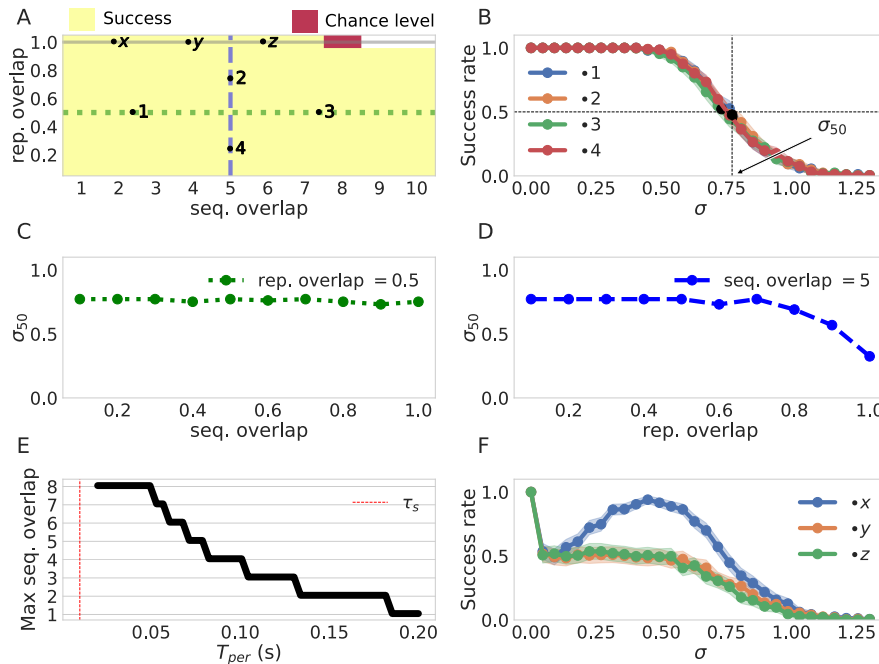 A
Success
Chance level
rep. overlap
1.0
0.8
0.6
0.4
0.2
x
y
z
2
1
3
4
1 2 3 4 5 6 7 8 9 10
seq. overlap
B
Success rate
1.0
0.5
0.0
•1
•2
•3
•4
σ50
0.00 0.25 0.50 0.75 1.00 1.25
σ
C
σ50
1.0
0.5
0.0
rep. overlap = 0.5
0.2 0.4 0.6 0.8 1.0
seq. overlap
D
σ50
1.0
0.5
0.0
seq. overlap = 5
0.2 0.4 0.6 0.8 1.0
rep. overlap
E
Max seq. overlap
8
7
6
5
4
3
2
1
τs
0.05 0.10 0.15 0.20
Tper (s)
F
Success rate
1.0
0.5
0.0
•x
•y
•z
0.00 0.25 0.50 0.75 1.00 1.25
σ